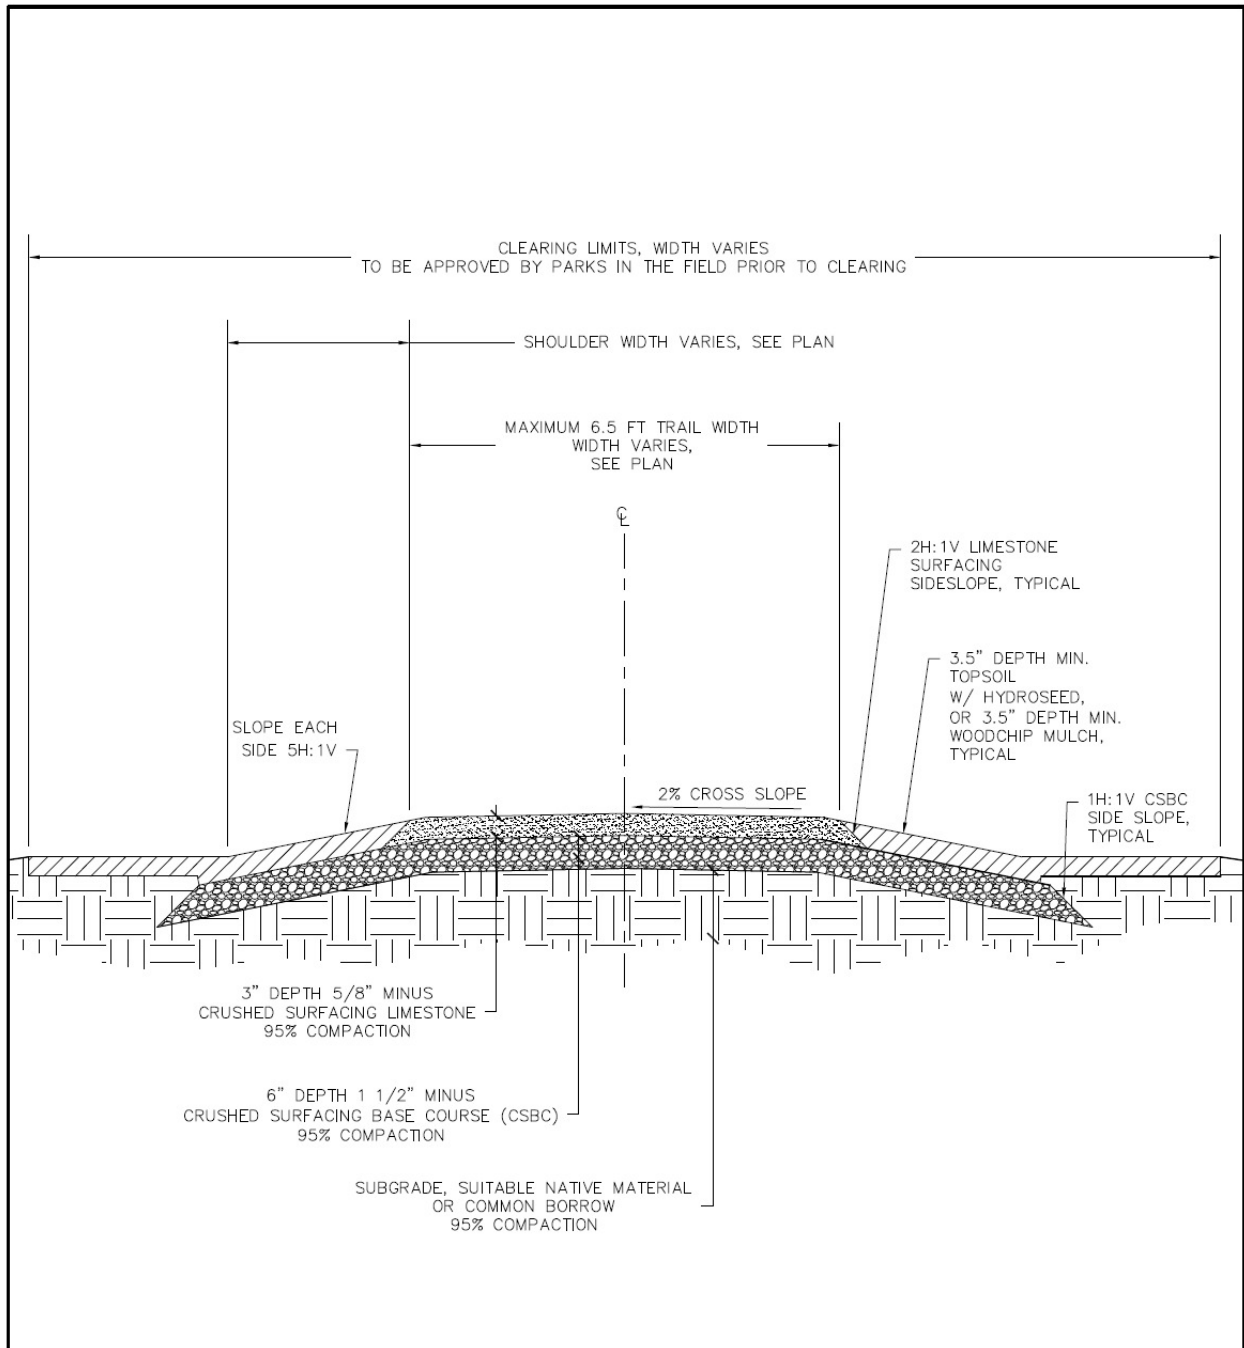 CLEARING LIMITS, WIDTH VARIES
TO BE APPROVED BY PARKS IN THE FIELD PRIOR TO CLEARING
SHOULDER WIDTH VARIES, SEE PLAN
MAXIMUM 6.5 FT TRAIL WIDTH
WIDTH VARIES,
SEE PLAN
℄
2H:1V LIMESTONE
SURFACING
SIDESLOPE, TYPICAL
3.5" DEPTH MIN.
TOPSOIL
W/ HYDROSEED,
OR 3.5" DEPTH MIN.
WOODCHIP MULCH,
TYPICAL
SLOPE EACH
SIDE 5H:1V
2% CROSS SLOPE
1H:1V CSBC
SIDE SLOPE,
TYPICAL
3" DEPTH 5/8" MINUS
CRUSHED SURFACING LIMESTONE
95% COMPACTION
6" DEPTH 1 1/2" MINUS
CRUSHED SURFACING BASE COURSE (CSBC)
95% COMPACTION
SUBGRADE, SUITABLE NATIVE MATERIAL
OR COMMON BORROW
95% COMPACTION